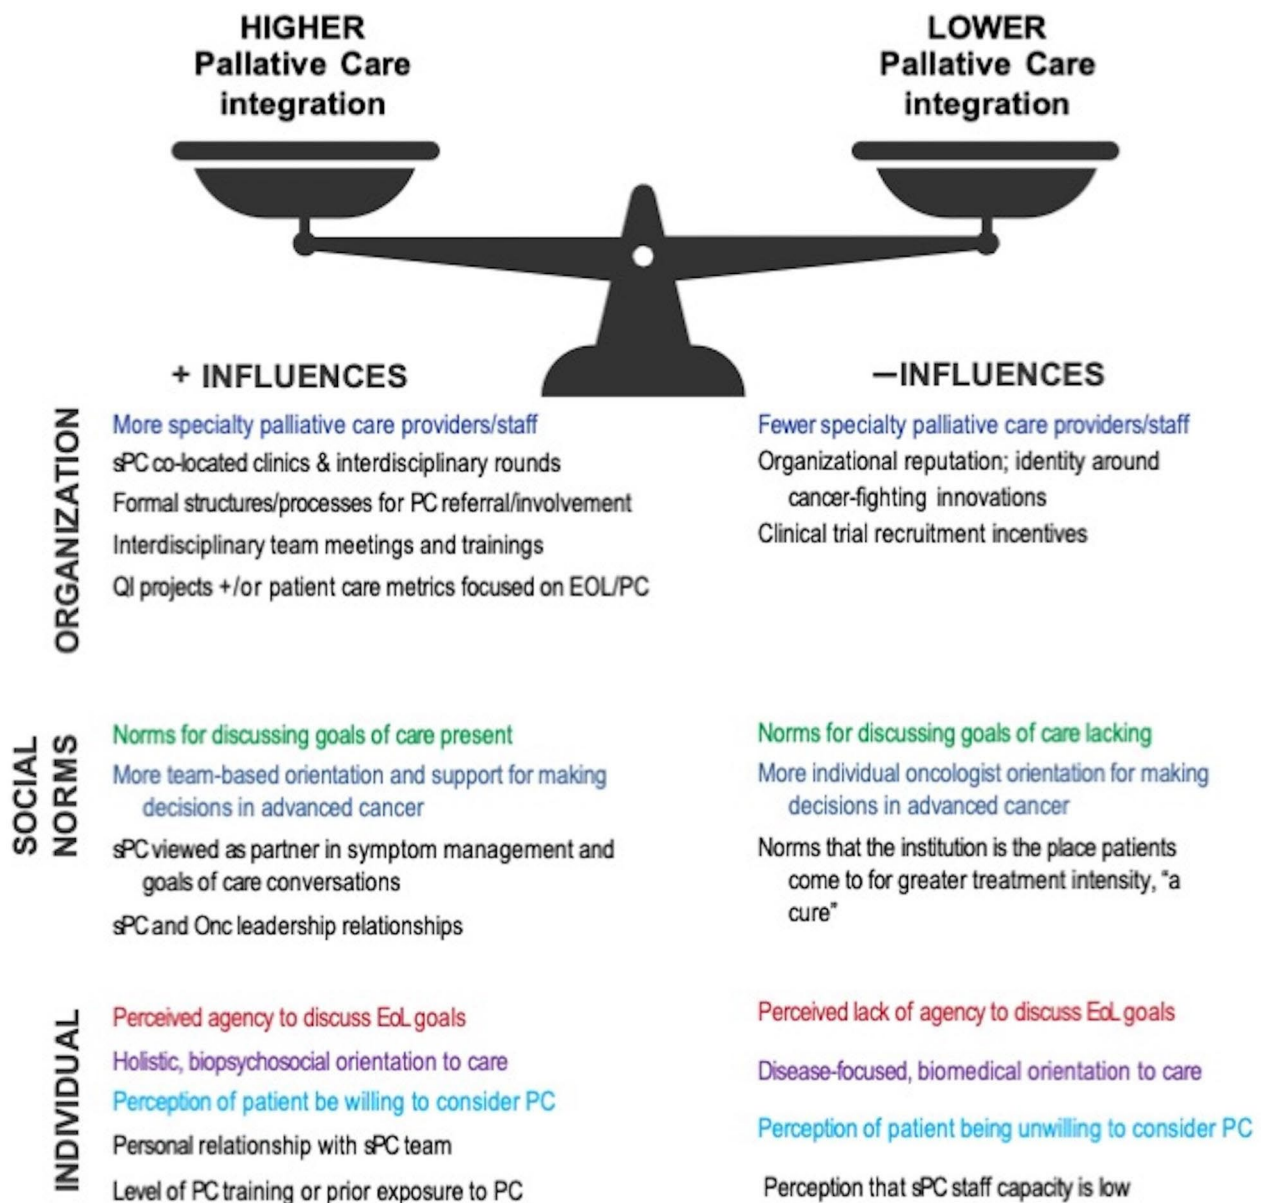 HIGHER
Pallative Care
integration
LOWER
Pallative Care
integration
+ INFLUENCES
—INFLUENCES
ORGANIZATION
More specialty palliative care providers/staff
sPC co-located clinics & interdisciplinary rounds
Formal structures/processes for PC referral/involvement
Interdisciplinary team meetings and trainings
QI projects +/or patient care metrics focused on EOL/PC
Fewer specialty palliative care providers/staff
Organizational reputation; identity around
cancer-fighting innovations
Clinical trial recruitment incentives
SOCIAL
NORMS
Norms for discussing goals of care present
More team-based orientation and support for making
decisions in advanced cancer
sPC viewed as partner in symptom management and
goals of care conversations
sPC and Onc leadership relationships
Norms for discussing goals of care lacking
More individual oncologist orientation for making
decisions in advanced cancer
Norms that the institution is the place patients
come to for greater treatment intensity, “a
cure”
INDIVIDUAL
Perceived agency to discuss EoL goals
Holistic, biopsychosocial orientation to care
Perception of patient be willing to consider PC
Personal relationship with sPC team
Level of PC training or prior exposure to PC
Perceived lack of agency to discuss EoL goals
Disease-focused, biomedical orientation to care
Perception of patient being unwilling to consider PC
Perception that sPC staff capacity is low